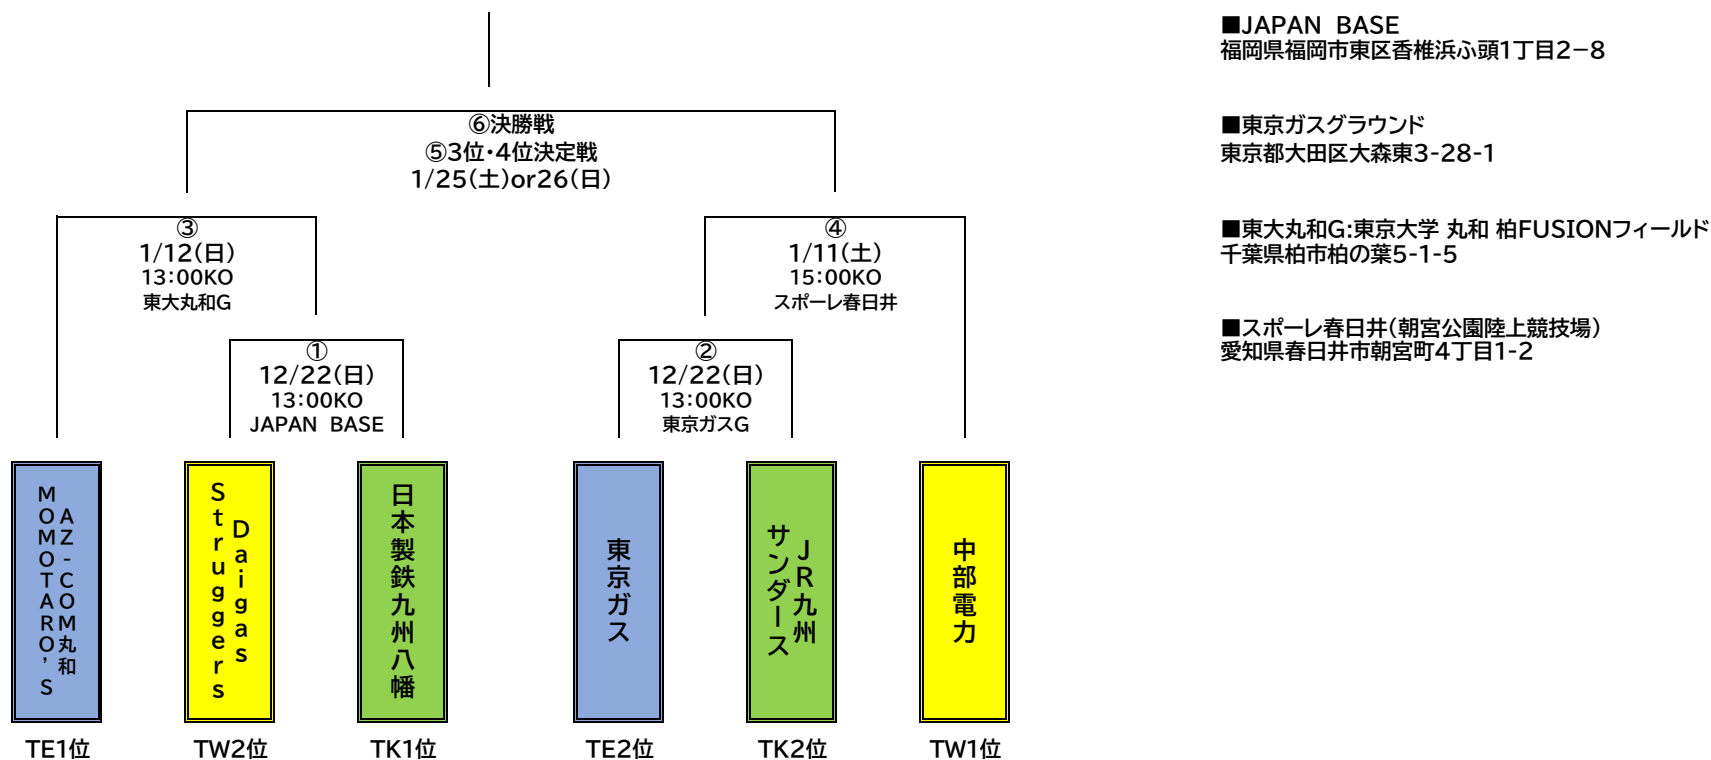 ⑥決勝戦
⑤3位・4位決定戦
1/25(土)or26(日)
③
1/12(日)
13:00KO
東大丸和G
④
1/11(土)
15:00KO
スポーレ春日井
①
12/22(日)
13:00KO
JAPAN BASE
②
12/22(日)
13:00KO
東京ガスG
AZ-COM丸和
MOMOTARO'S
Daigas
Struggers
日本製鉄九州八幡
東京ガス
JR九州
サンダース
中部電力
TE1位
TW2位
TK1位
TE2位
TK2位
TW1位
■JAPAN BASE
福岡県福岡市東区香椎浜ふ頭1丁目2−8
■東京ガスグラウンド
東京都大田区大森東3-28-1
■東大丸和G:東京大学 丸和 柏FUSIONフィールド
千葉県柏市柏の葉5-1-5
■スポーレ春日井(朝宮公園陸上競技場)
愛知県春日井市朝宮町4丁目1-2